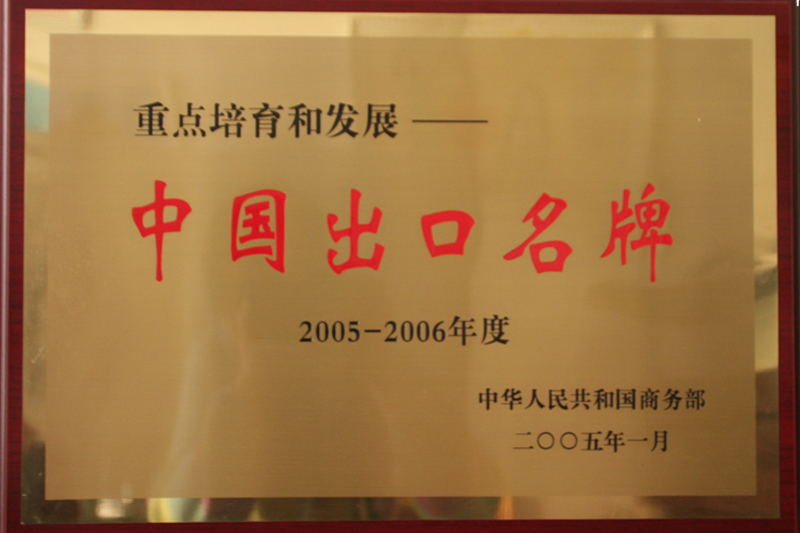 重点培育和发展——
中国出口名牌
2005-2006年度
中华人民共和国商务部
二〇〇五年一月